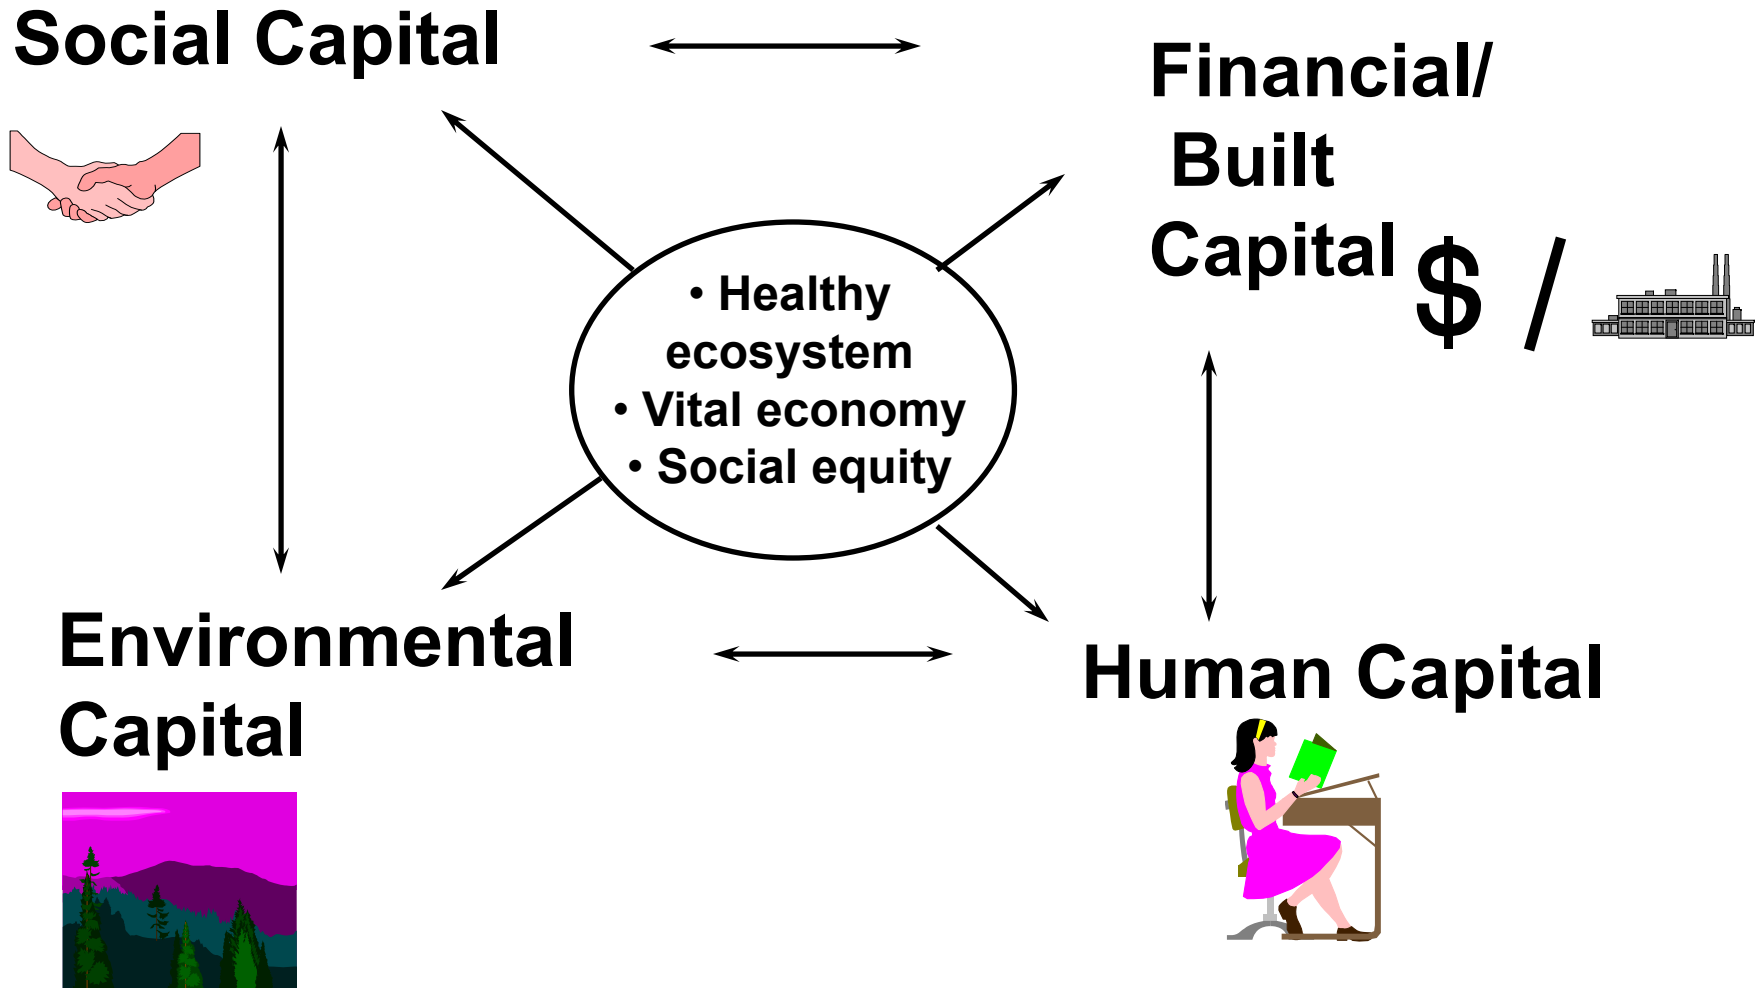 Social Capital
Financial/
Built
Capital
$ /
• Healthy
ecosystem
• Vital economy
• Social equity
Environmental
Capital
Human Capital